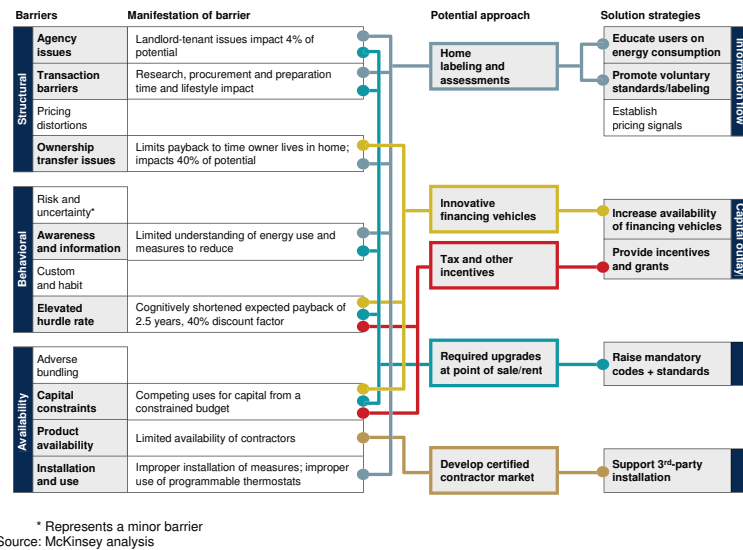 Barriers
Manifestation of barrier
Potential approach
Solution strategies
Structural
Agency
issues
Landlord-tenant issues impact 4% of
potential
Transaction
barriers
Research, procurement and preparation
time and lifestyle impact
Pricing
distortions
Ownership
transfer issues
Limits payback to time owner lives in home;
impacts 40% of potential
Behavioral
Risk and
uncertainty*
Awareness
and information
Limited understanding of energy use and
measures to reduce
Custom
and habit
Elevated
hurdle rate
Cognitively shortened expected payback of
2.5 years, 40% discount factor
Availability
Adverse
bundling
Capital
constraints
Competing uses for capital from a
constrained budget
Product
availability
Limited availability of contractors
Installation
and use
Improper installation of measures; improper
use of programmable thermostats
Home
labeling and
assessments
Innovative
financing vehicles
Tax and other
incentives
Required upgrades
at point of sale/rent
Develop certified
contractor market
Educate users on
energy consumption
Promote voluntary
standards/labeling
Establish
pricing signals
Information flow
Increase availability
of financing vehicles
Provide incentives
and grants
Capital outlay
Raise mandatory
codes + standards
Support 3rd-party
installation
* Represents a minor barrier
Source: McKinsey analysis